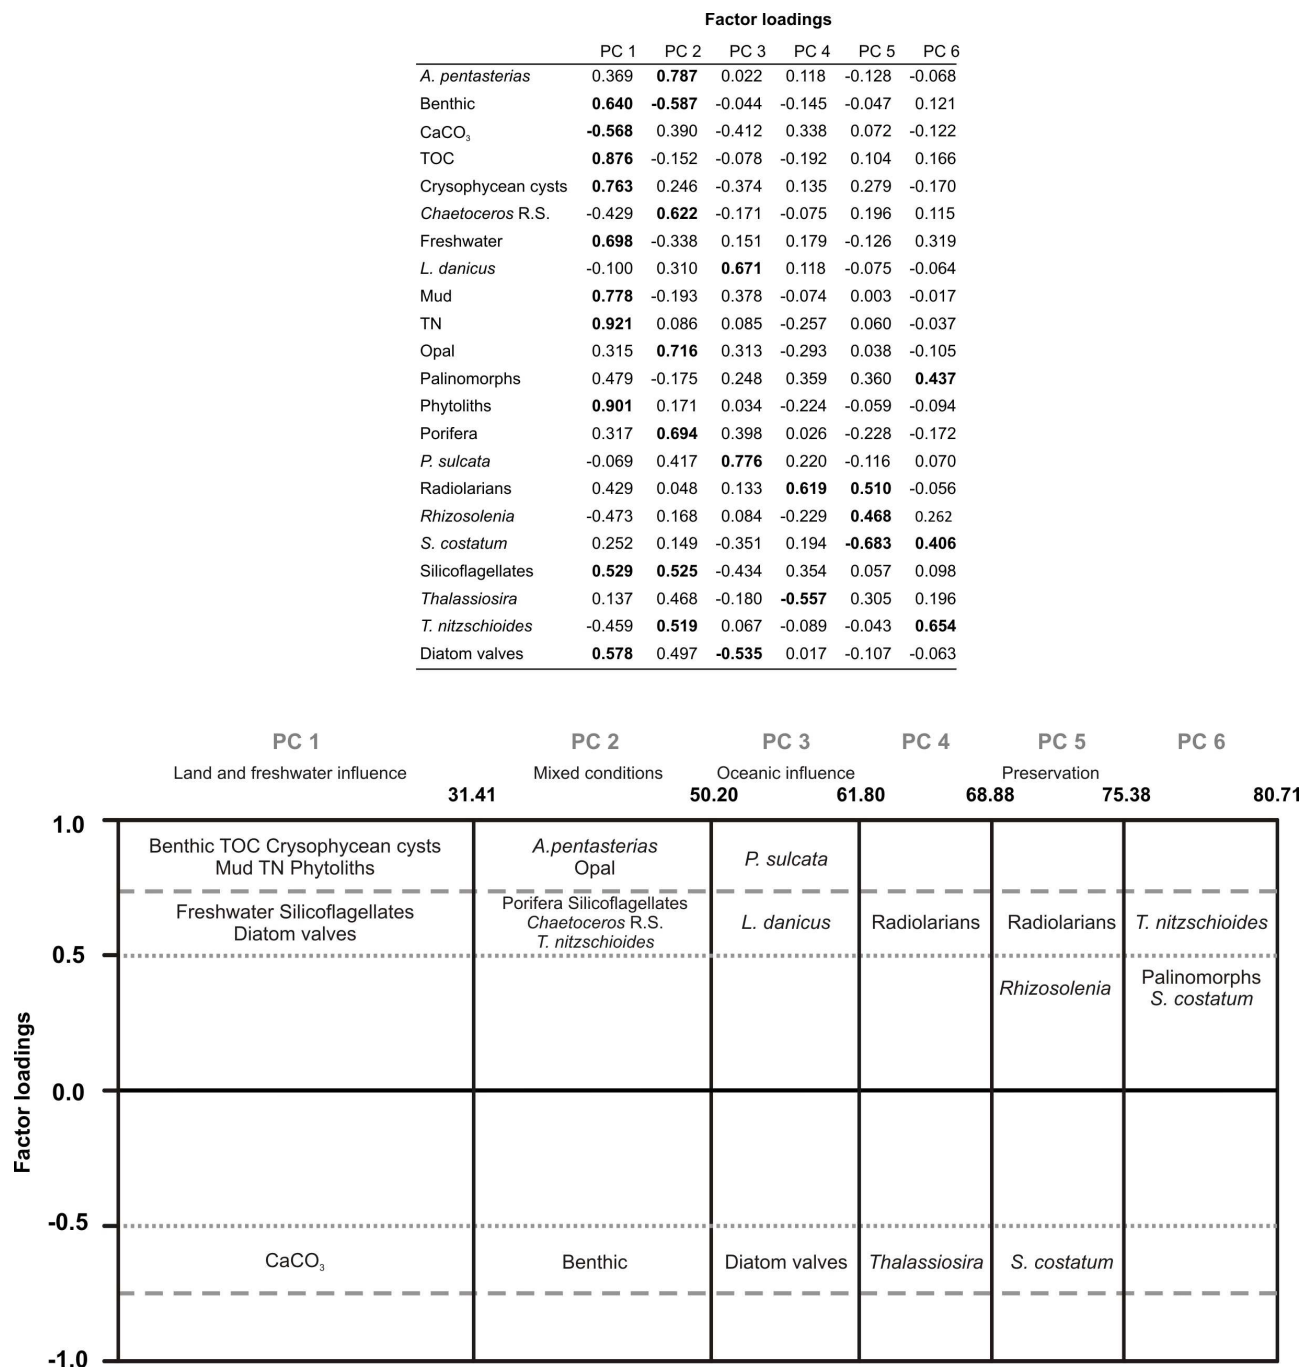 Factor loadings
PC 1 PC 2 PC 3 PC 4 PC 5 PC 6
A. pentasterias 0.369 0.787 0.022 0.118 -0.128 -0.068
Benthic 0.640 -0.587 -0.044 -0.145 -0.047 0.121
CaCO₃ -0.568 0.390 -0.412 0.338 0.072 -0.122
TOC 0.876 -0.152 -0.078 -0.192 0.104 0.166
Crysophycean cysts 0.763 0.246 -0.374 0.135 0.279 -0.170
Chaetoceros R.S. -0.429 0.622 -0.171 -0.075 0.196 0.115
Freshwater 0.698 -0.338 0.151 0.179 -0.126 0.319
L. danicus -0.100 0.310 0.671 0.118 -0.075 -0.064
Mud 0.778 -0.193 0.378 -0.074 0.003 -0.017
TN 0.921 0.086 0.085 -0.257 0.060 -0.037
Opal 0.315 0.716 0.313 -0.293 0.038 -0.105
Palinomorphs 0.479 -0.175 0.248 0.359 0.360 0.437
Phytoliths 0.901 0.171 0.034 -0.224 -0.059 -0.094
Porifera 0.317 0.694 0.398 0.026 -0.228 -0.172
P. sulcata -0.069 0.417 0.776 0.220 -0.116 0.070
Radiolarians 0.429 0.048 0.133 0.619 0.510 -0.056
Rhizosolenia -0.473 0.168 0.084 -0.229 0.468 0.262
S. costatum 0.252 0.149 -0.351 0.194 -0.683 0.406
Silicoflagellates 0.529 0.525 -0.434 0.354 0.057 0.098
Thalassiosira 0.137 0.468 -0.180 -0.557 0.305 0.196
T. nitzschioides -0.459 0.519 0.067 -0.089 -0.043 0.654
Diatom valves 0.578 0.497 -0.535 0.017 -0.107 -0.063
PC 1 PC 2 PC 3 PC 4 PC 5 PC 6
Land and freshwater influence Mixed conditions Oceanic influence Preservation
31.41 50.20 61.80 68.88 75.38 80.71
Factor loadings
1.0
0.5
0.0
-0.5
-1.0
Benthic TOC Crysophycean cysts
Mud TN Phytoliths
Freshwater Silicoflagellates
Diatom valves
CaCO₃
A.pentasterias
Opal
Porifera Silicoflagellates
Chaetoceros R.S.
T. nitzschioides
Benthic
P. sulcata
L. danicus
Diatom valves
Radiolarians
Thalassiosira
Radiolarians
Rhizosolenia
S. costatum
T. nitzschioides
Palinomorphs
S. costatum